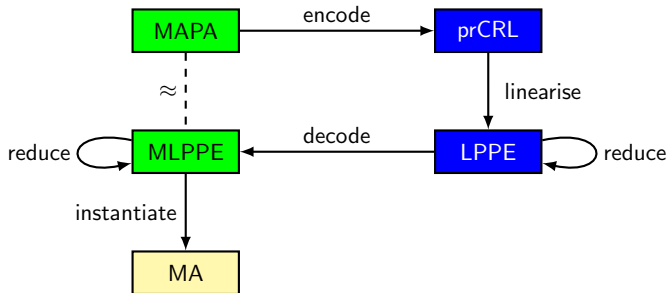 encode
MAPA
prCRL
≈
linearise
decode
reduce
MLPPE
LPPE
reduce
instantiate
MA